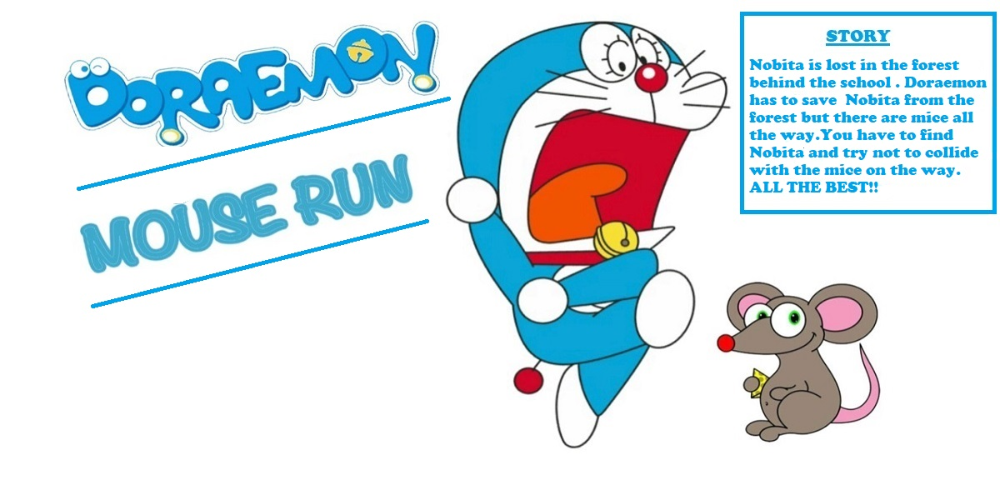 DORAEMON
MOUSE RUN
STORY
Nobita is lost in the forest
behind the school . Doraemon
has to save  Nobita from the
forest but there are mice all
the way.You have to find
Nobita and try not to collide
with the mice on the way.
ALL THE BEST!!